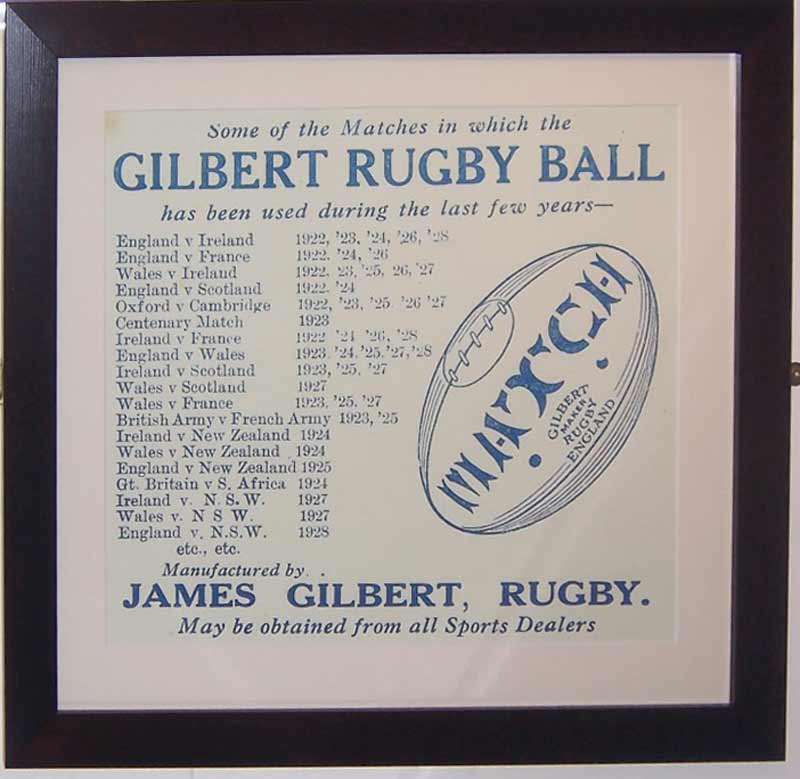 Some of the Matches in which the
GILBERT RUGBY BALL
has been used during the last few years—
England v Ireland 1922, '23, '24, '26, '28
England v France 1922. '24, '26
Wales v Ireland 1922. 23, '25, 26, '27
England v Scotland 1922. '24
Oxford v Cambridge 1922, '23, '25. '26 '27
Centenary Match 1923
Ireland v France 1922 '24 '26, '28
England v Wales 1923. '24, '25. '27, '28
Ireland v Scotland 1923, '25, '27
Wales v Scotland 1927
Wales v France 1923, '25, '27
British Army v French Army 1923, '25
Ireland v New Zealand 1924
Wales v New Zealand 1924
England v New Zealand 1925
Gt. Britain v S. Africa 1924
Ireland v. N. S. W. 1927
Wales v. N S W. 1927
England v. N.S.W. 1928
etc., etc.
MATCH
GILBERT
MAKER
RUGBY
ENGLAND
Manufactured by. .
JAMES GILBERT, RUGBY.
May be obtained from all Sports Dealers